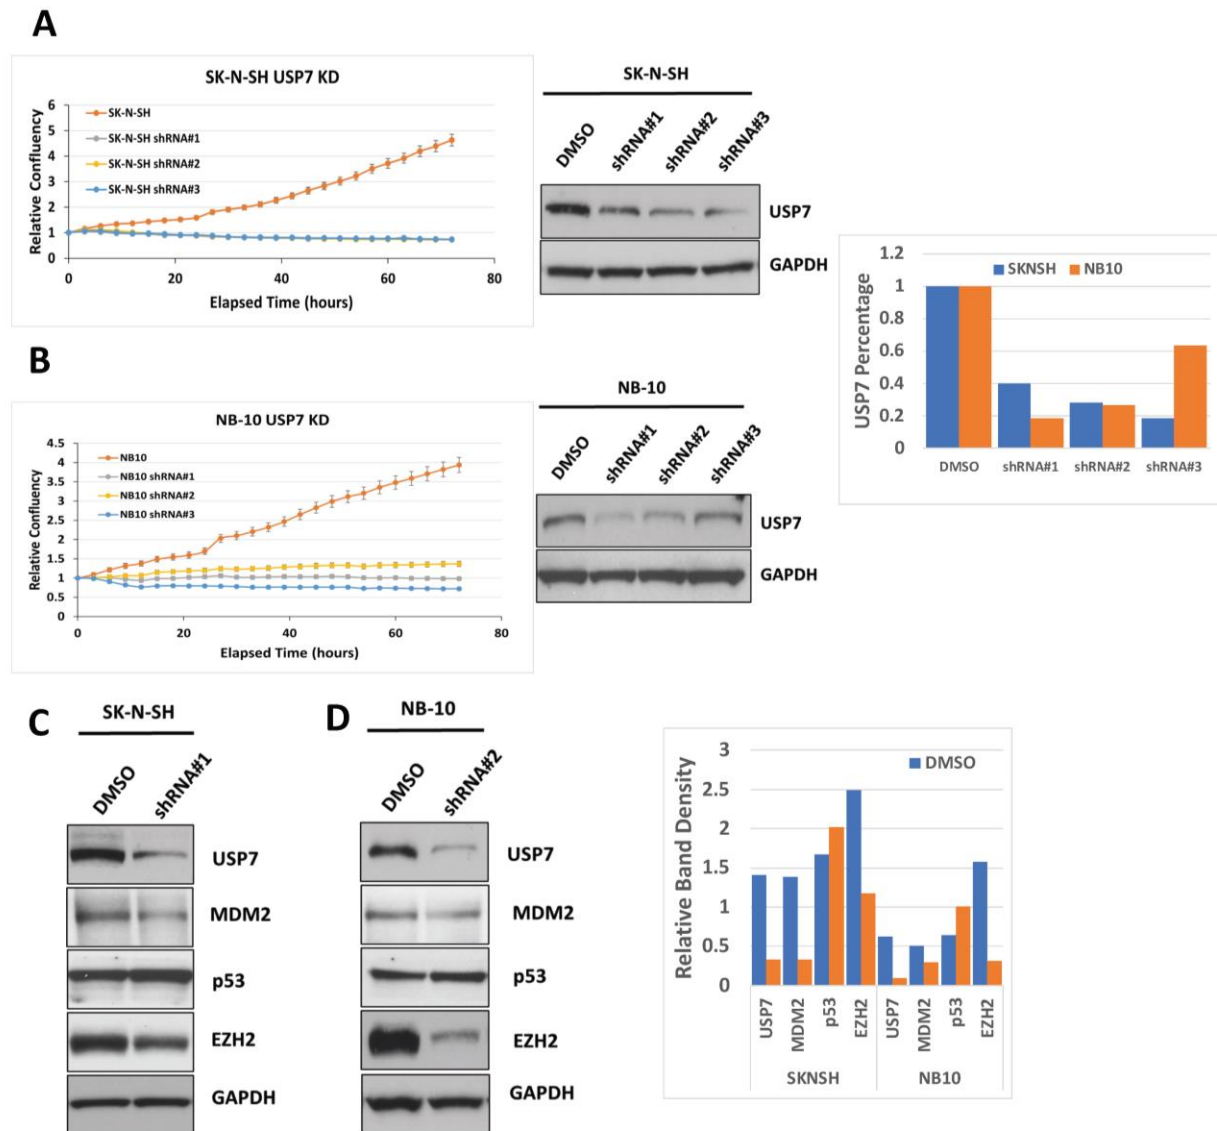 A
SK-N-SH USP7 KD
6
5
4
3
2
1
0
Relative Confluency
SK-N-SH
SK-N-SH shRNA#1
SK-N-SH shRNA#2
SK-N-SH shRNA#3
0 20 40 60 80
Elapsed Time (hours)
SK-N-SH
DMSO shRNA#1 shRNA#2 shRNA#3
USP7
GAPDH
1.2
1
0.8
0.6
0.4
0.2
0
USP7 Percentage
SKNSH NB10
DMSO shRNA#1 shRNA#2 shRNA#3
B
NB-10 USP7 KD
4.5
4
3.5
3
2.5
2
1.5
1
0.5
0
Relative Confluency
NB10
NB10 shRNA#1
NB10 shRNA#2
NB10 shRNA#3
0 20 40 60 80
Elapsed Time (hours)
NB-10
DMSO shRNA#1 shRNA#2 shRNA#3
USP7
GAPDH
C
SK-N-SH
DMSO shRNA#1
USP7
MDM2
p53
EZH2
GAPDH
D
NB-10
DMSO shRNA#2
USP7
MDM2
p53
EZH2
GAPDH
3
2.5
2
1.5
1
0.5
0
Relative Band Density
DMSO
USP7 MDM2 p53 EZH2 USP7 MDM2 p53 EZH2
SKNSH NB10